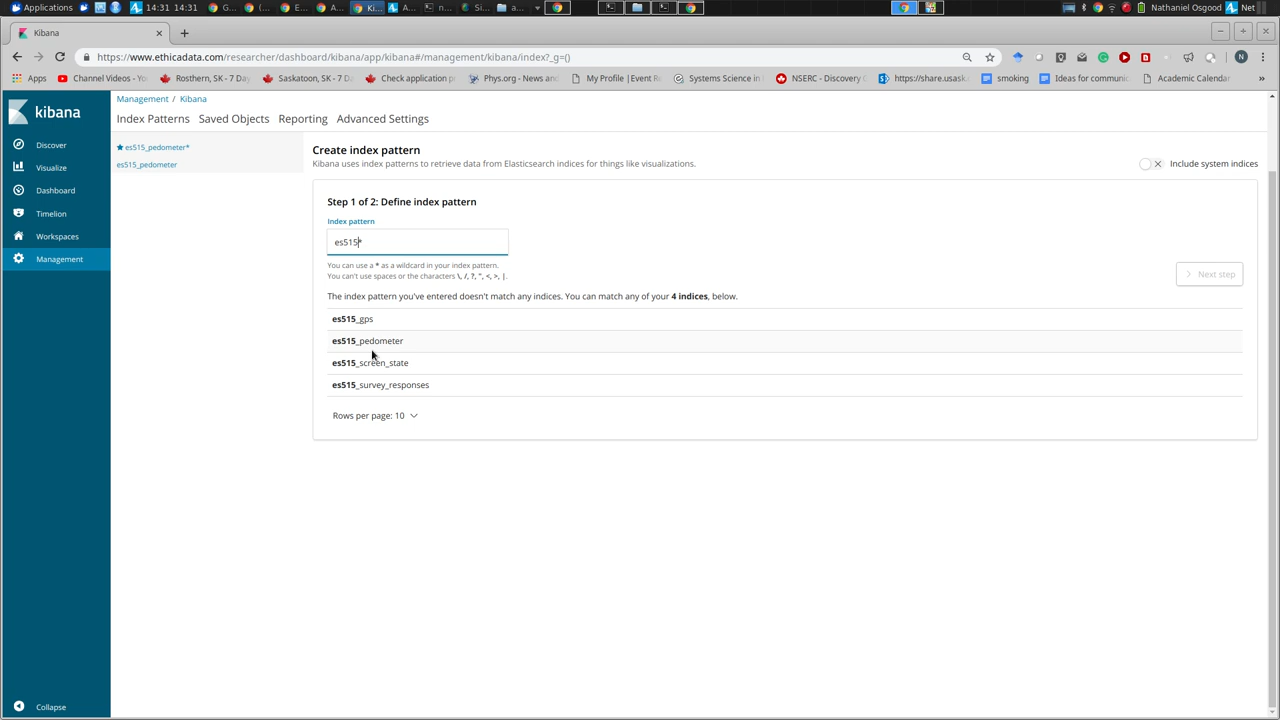 Applications
14:31 14:31
G...
(...
E...
A...
Ki...
A...
n...
Si...
a...
Nathaniel Osgood
Net
Kibana
https://www.ethicadata.com/researcher/dashboard/kibana/app/kibana#/management/kibana/index?_g=()
Apps
Channel Videos - Yo
Rosthern, SK - 7 Day
Saskatoon, SK - 7 Da
Check application p
Phys.org - News and
My Profile |Event R
Systems Science in
NSERC - Discovery G
https://share.usask
smoking
Ideas for communic
Academic Calendar
»
kibana
Discover
Visualize
Dashboard
Timelion
Workspaces
Management
Collapse
Management / Kibana
Index Patterns Saved Objects Reporting Advanced Settings
es515_pedometer*
es515_pedometer
Create index pattern
Kibana uses index patterns to retrieve data from Elasticsearch indices for things like visualizations.
Include system indices
Step 1 of 2: Define index pattern
Index pattern
es515*
You can use a * as a wildcard in your index pattern.
You can't use spaces or the characters \, /, ?, ", <, >, |.
Next step
The index pattern you've entered doesn't match any indices. You can match any of your 4 indices, below.
es515_gps
es515_pedometer
es515_screen_state
es515_survey_responses
Rows per page: 10